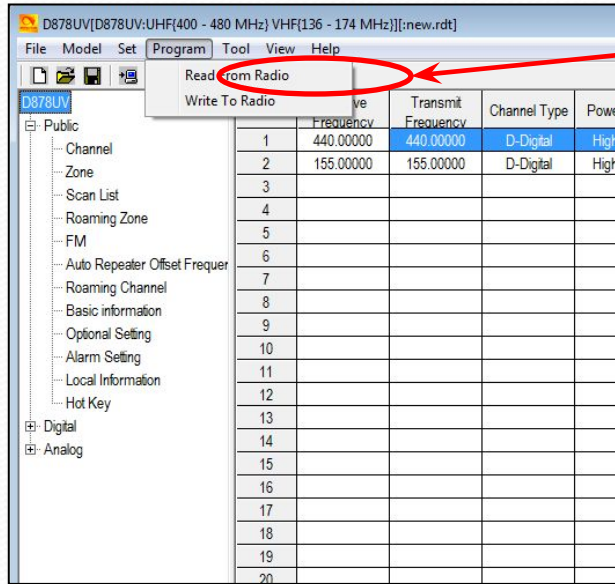 D878UV[D878UV:UHF{400 - 480 MHz} VHF{136 - 174 MHz}][:new.rdt]
File Model Set Program Tool View Help
Read From Radio
Write To Radio
D878UV
Public
Channel
Zone
Scan List
Roaming Zone
FM
Auto Repeater Offset Frequer
Roaming Channel
Basic information
Optional Setting
Alarm Setting
Local Information
Hot Key
Digital
Analog
ve Frequency Transmit Frequency Channel Type Powe
1 440.00000 440.00000 D-Digital High
2 155.00000 155.00000 D-Digital High
3
4
5
6
7
8
9
10
11
12
13
14
15
16
17
18
19
20